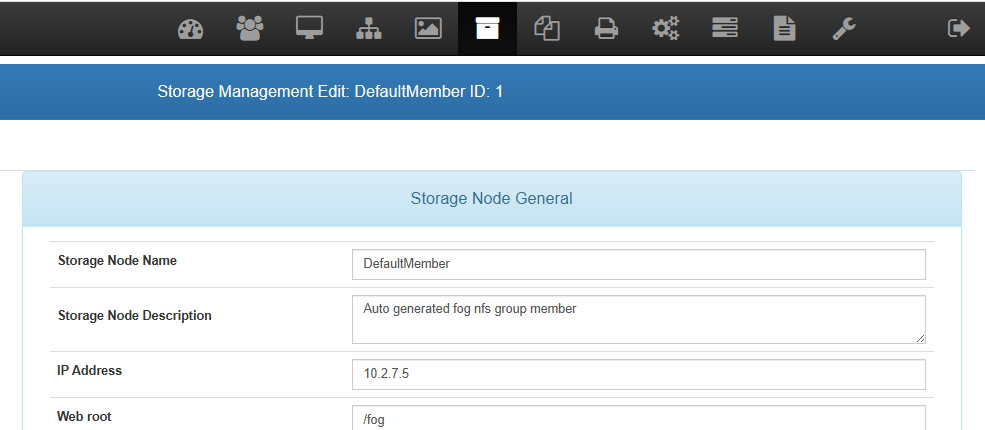 Storage Management Edit: DefaultMember ID: 1
Storage Node General
Storage Node Name
DefaultMember
Storage Node Description
Auto generated fog nfs group member
IP Address
10.2.7.5
Web root
/fog